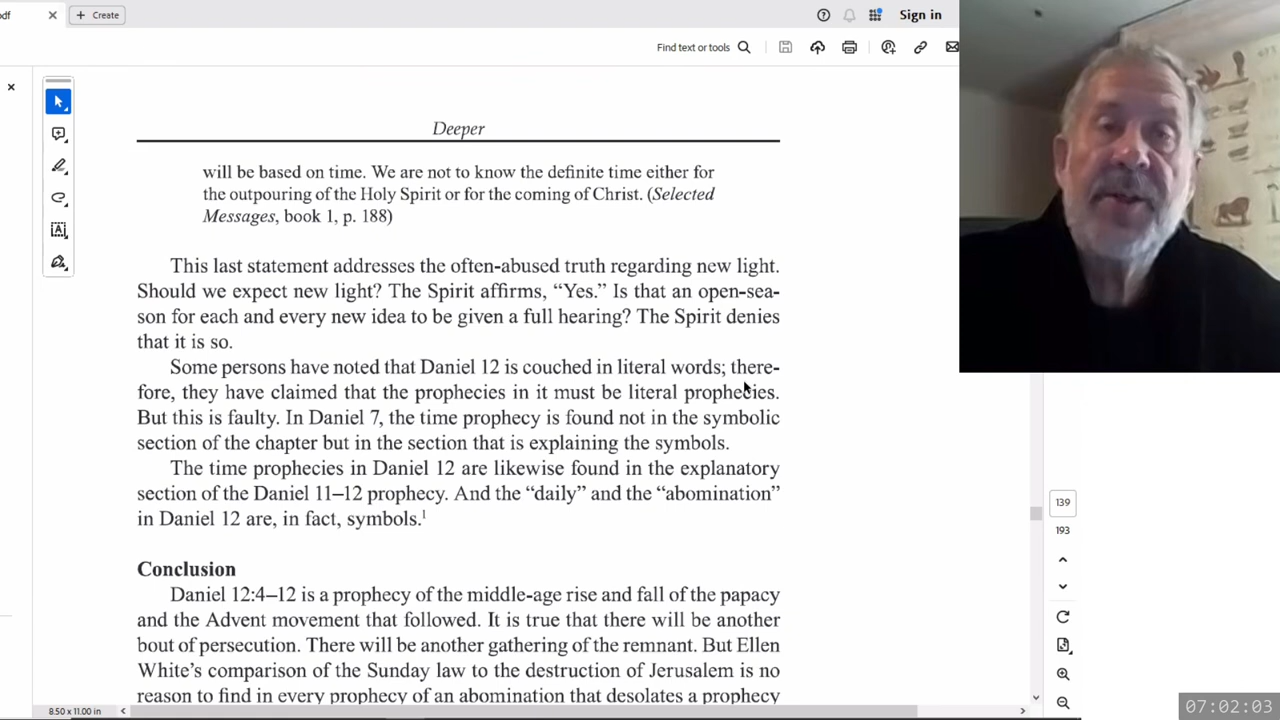 df
Create
Sign in
Find text or tools
Deeper
will be based on time. We are not to know the definite time either for
the outpouring of the Holy Spirit or for the coming of Christ. (Selected
Messages, book 1, p. 188)
This last statement addresses the often-abused truth regarding new light.
Should we expect new light? The Spirit affirms, “Yes.” Is that an open-sea-
son for each and every new idea to be given a full hearing? The Spirit denies
that it is so.
Some persons have noted that Daniel 12 is couched in literal words; there-
fore, they have claimed that the prophecies in it must be literal prophecies.
But this is faulty. In Daniel 7, the time prophecy is found not in the symbolic
section of the chapter but in the section that is explaining the symbols.
The time prophecies in Daniel 12 are likewise found in the explanatory
section of the Daniel 11–12 prophecy. And the “daily” and the “abomination”
in Daniel 12 are, in fact, symbols.1
Conclusion
Daniel 12:4–12 is a prophecy of the middle-age rise and fall of the papacy
and the Advent movement that followed. It is true that there will be another
bout of persecution. There will be another gathering of the remnant. But Ellen
White’s comparison of the Sunday law to the destruction of Jerusalem is no
reason to find in every prophecy of an abomination that desolates a prophecy
139
193
8.50 x 11.00 in
07:02:03